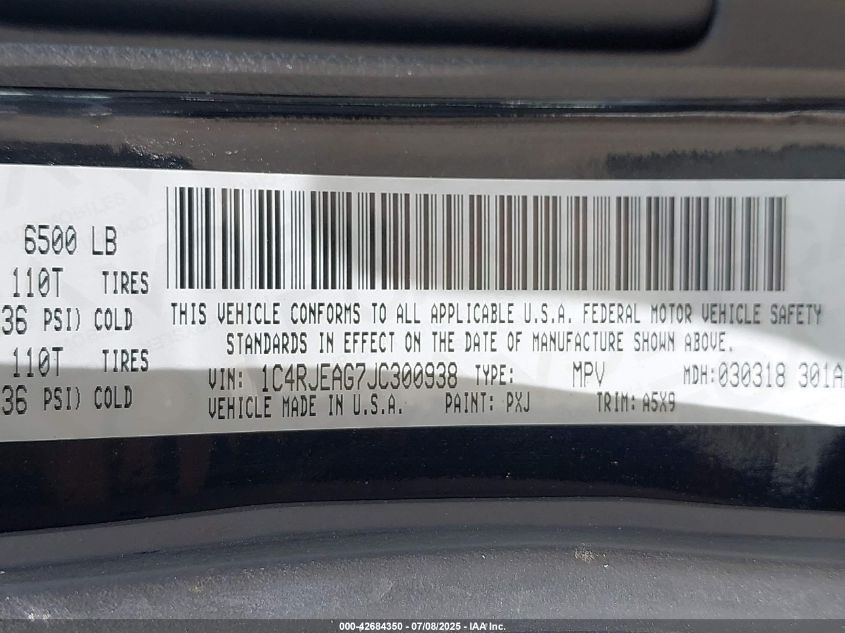 6500 LB
110T TIRES
36 PSI) COLD
110T TIRES
36 PSI) COLD
THIS VEHICLE CONFORMS TO ALL APPLICABLE U.S.A. FEDERAL MOTOR VEHICLE SAFETY
STANDARDS IN EFFECT ON THE DATE OF MANUFACTURE SHOWN ABOVE.
VIN: 1C4RJEAG7JC300938 TYPE: MPV MDH:030318 301A
VEHICLE MADE IN U.S.A. PAINT: PXJ TRIM: A5X9
000-42684350 - 07/08/2025 - IAA Inc.